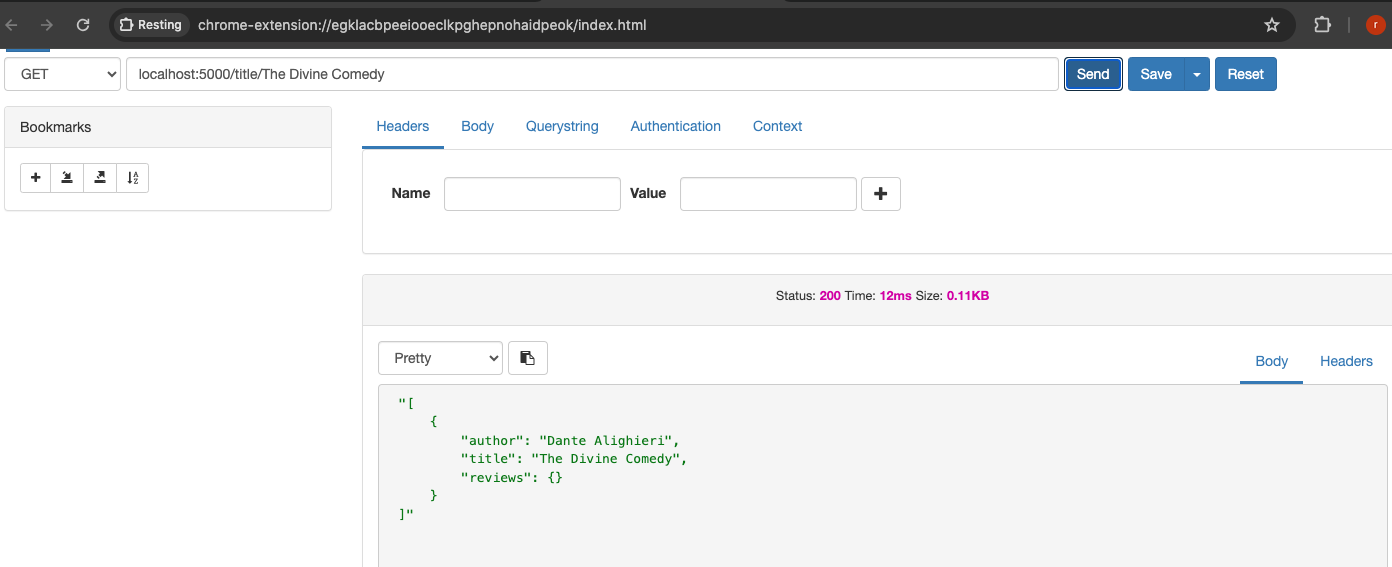 Resting chrome-extension://egklacbpeeiooeclkpghepnohaidpeok/index.html r
GET localhost:5000/title/The Divine Comedy Send Save Reset
Bookmarks
Headers Body Querystring Authentication Context
Name Value
Status: 200 Time: 12ms Size: 0.11KB
Pretty
Body Headers
"[
    {
        "author": "Dante Alighieri",
        "title": "The Divine Comedy",
        "reviews": {}
    }
]"